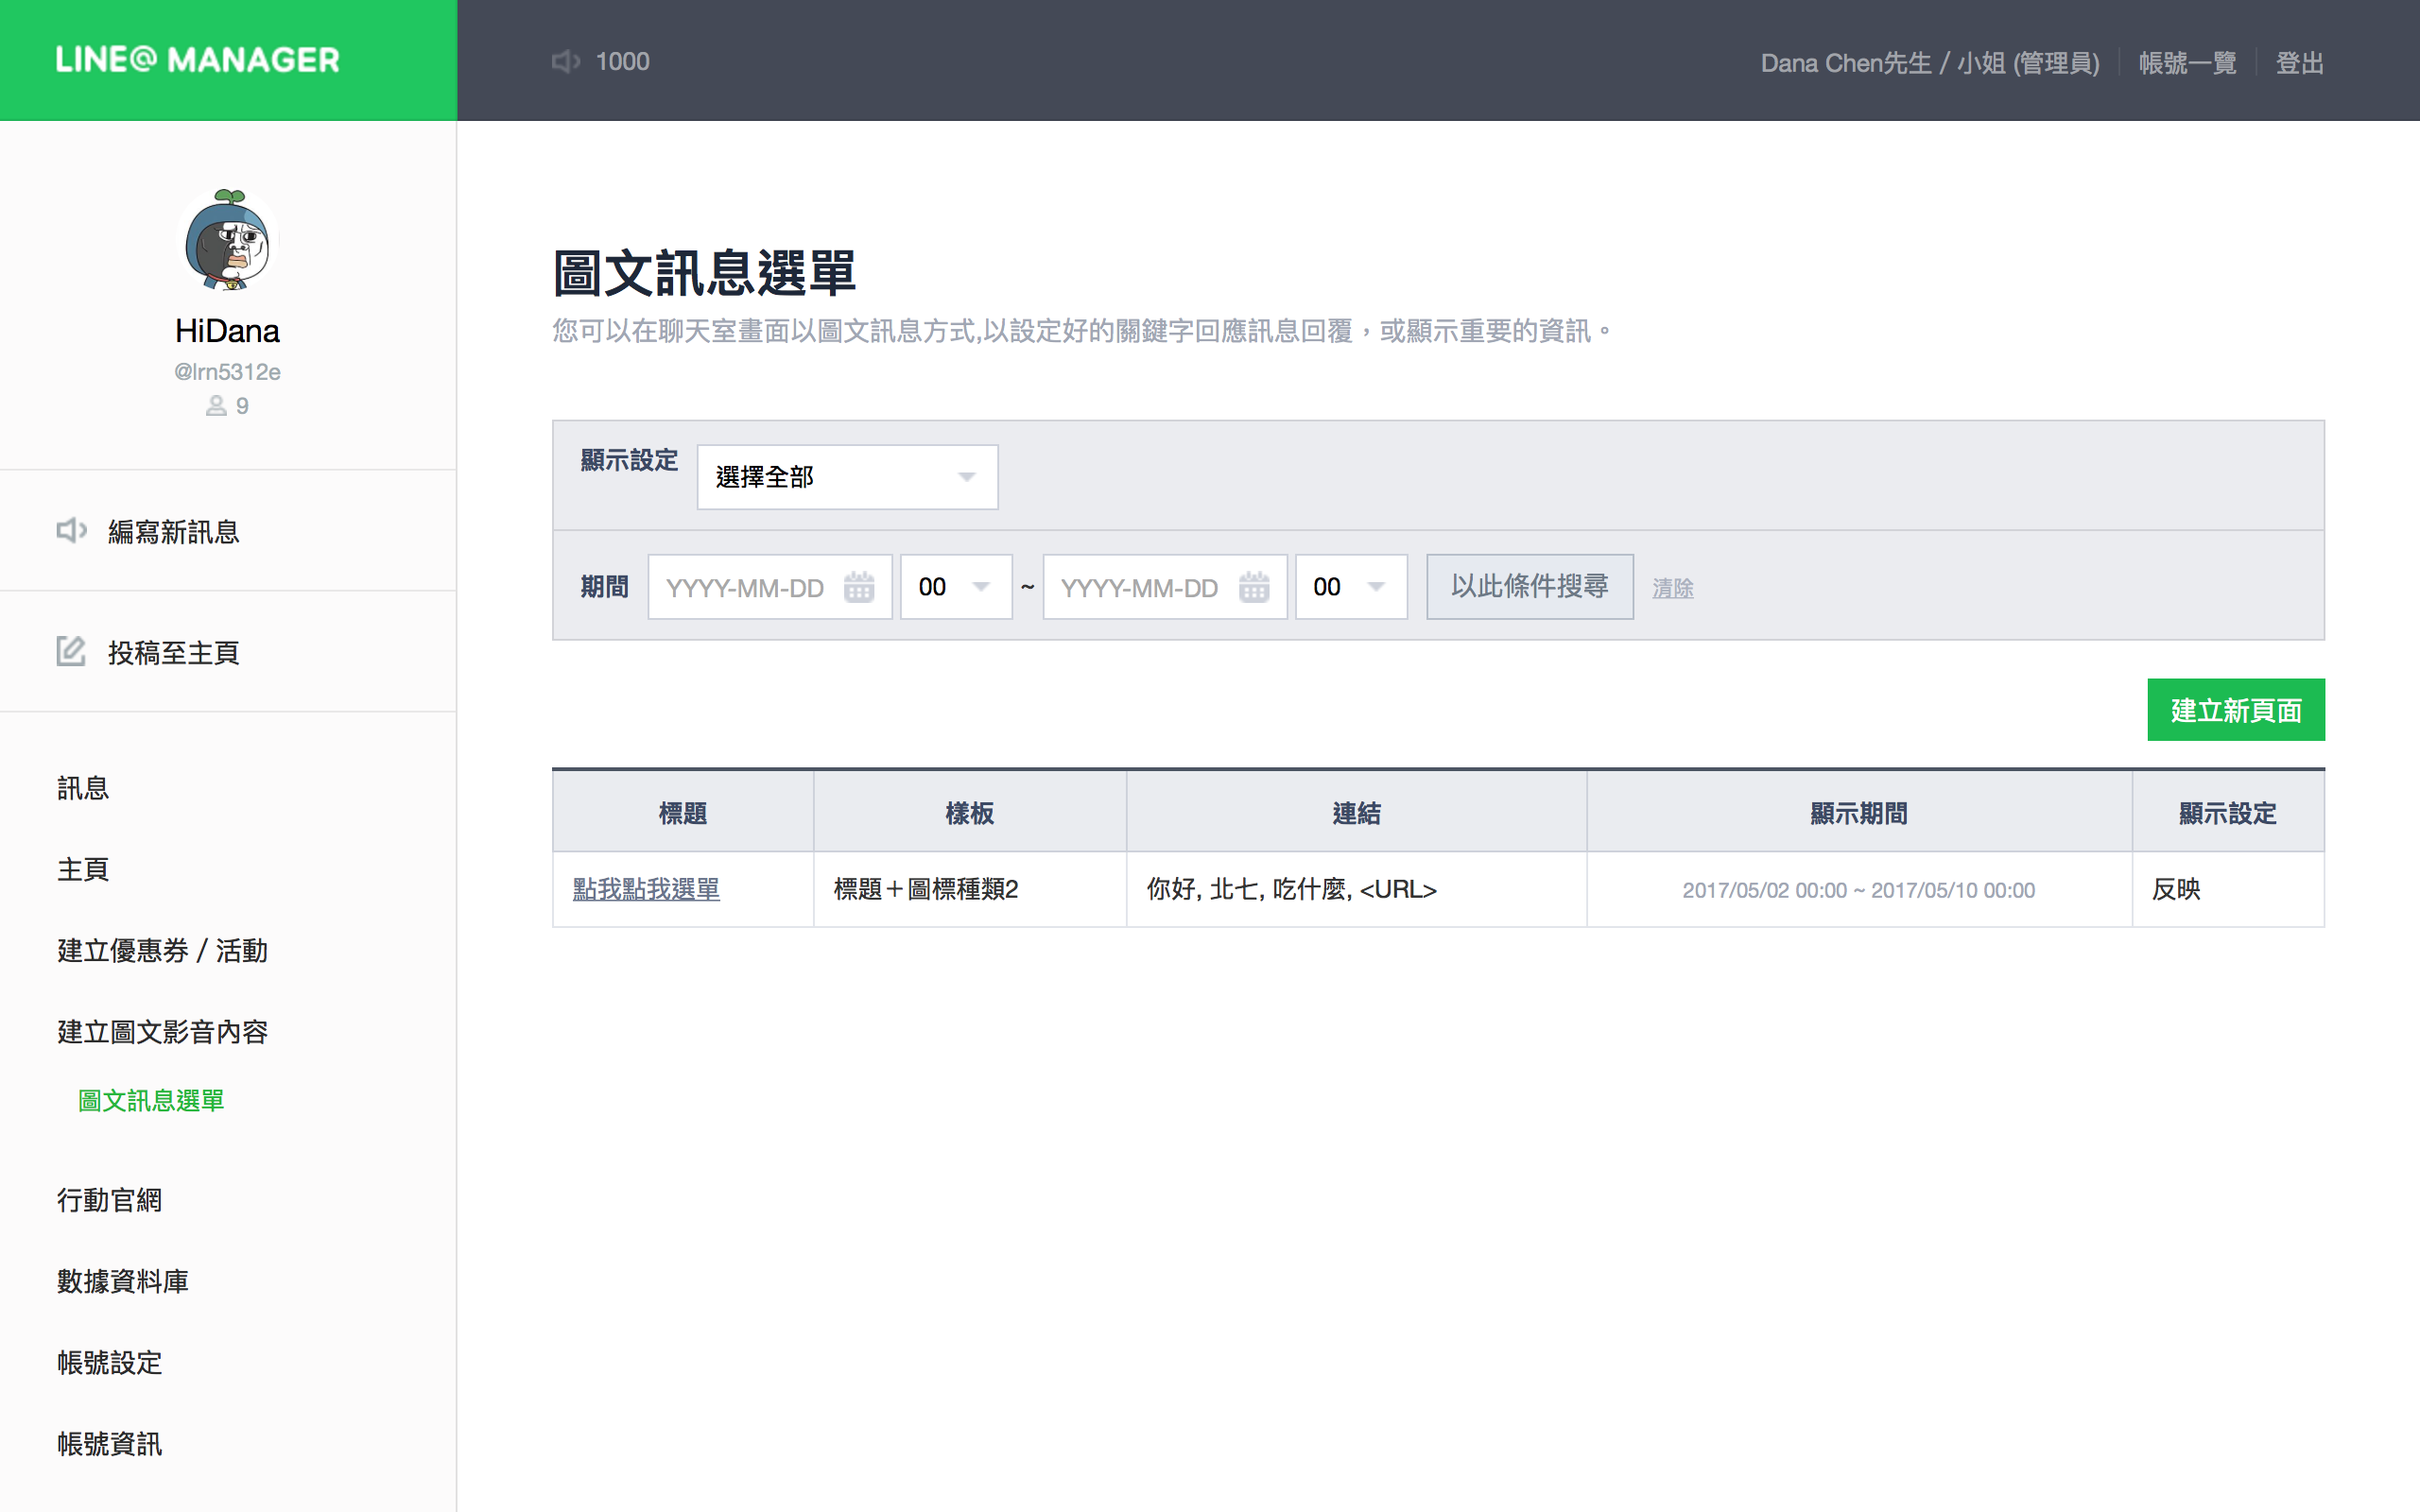 LINE@ MANAGER
1000
Dana Chen先生 / 小姐 (管理員)
帳號一覽
登出
HiDana
@lrn5312e
9
編寫新訊息
投稿至主頁
訊息
主頁
建立優惠券 / 活動
建立圖文影音內容
圖文訊息選單
行動官網
數據資料庫
帳號設定
帳號資訊
圖文訊息選單
您可以在聊天室畫面以圖文訊息方式,以設定好的關鍵字回應訊息回覆，或顯示重要的資訊。
顯示設定 選擇全部
期間 YYYY-MM-DD 00 ~ YYYY-MM-DD 00 以此條件搜尋 清除
建立新頁面
標題 樣板 連結 顯示期間 顯示設定
點我點我選單 標題＋圖標種類2 你好, 北七, 吃什麼, <URL> 2017/05/02 00:00 ~ 2017/05/10 00:00 反映